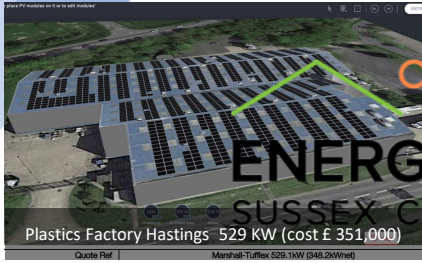 place PV modules on it or to edit modules'
ENERG
SUSSEX C
Plastics Factory Hastings 529 KW (cost £ 351,000)
Quote Ref Marshall-Tufflex 529.1kW (348.2kWnet)